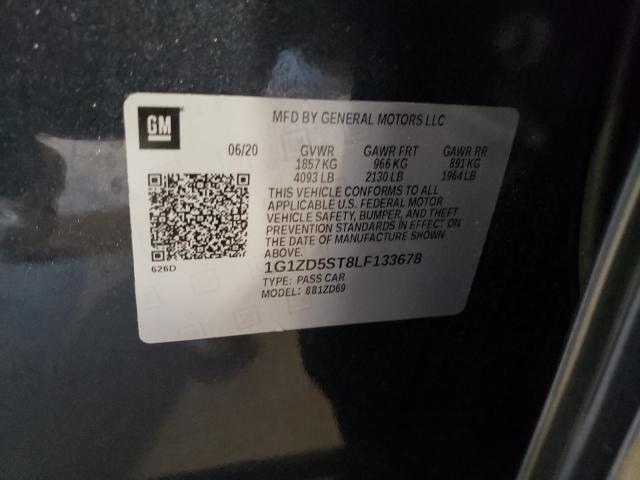 GM
MFD BY GENERAL MOTORS LLC
06/20 GVWR GAWR FRT GAWR RR
1857 KG 966 KG 891 KG
4093 LB 2130 LB 1964 LB
THIS VEHICLE CONFORMS TO ALL
APPLICABLE U.S. FEDERAL MOTOR
VEHICLE SAFETY, BUMPER, AND THEFT
PREVENTION STANDARDS IN EFFECT ON
THE DATE OF MANUFACTURE SHOWN
ABOVE.
626D 1G1ZD5ST8LF133678
TYPE: PASS CAR
MODEL: 881ZD69